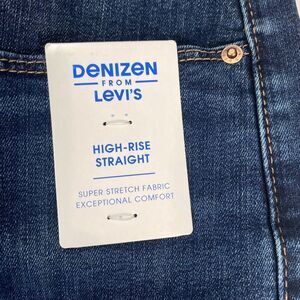 DENIZEN
FROM
LEVI'S
HIGH-RISE
STRAIGHT
SUPER STRETCH FABRIC
EXCEPTIONAL COMFORT